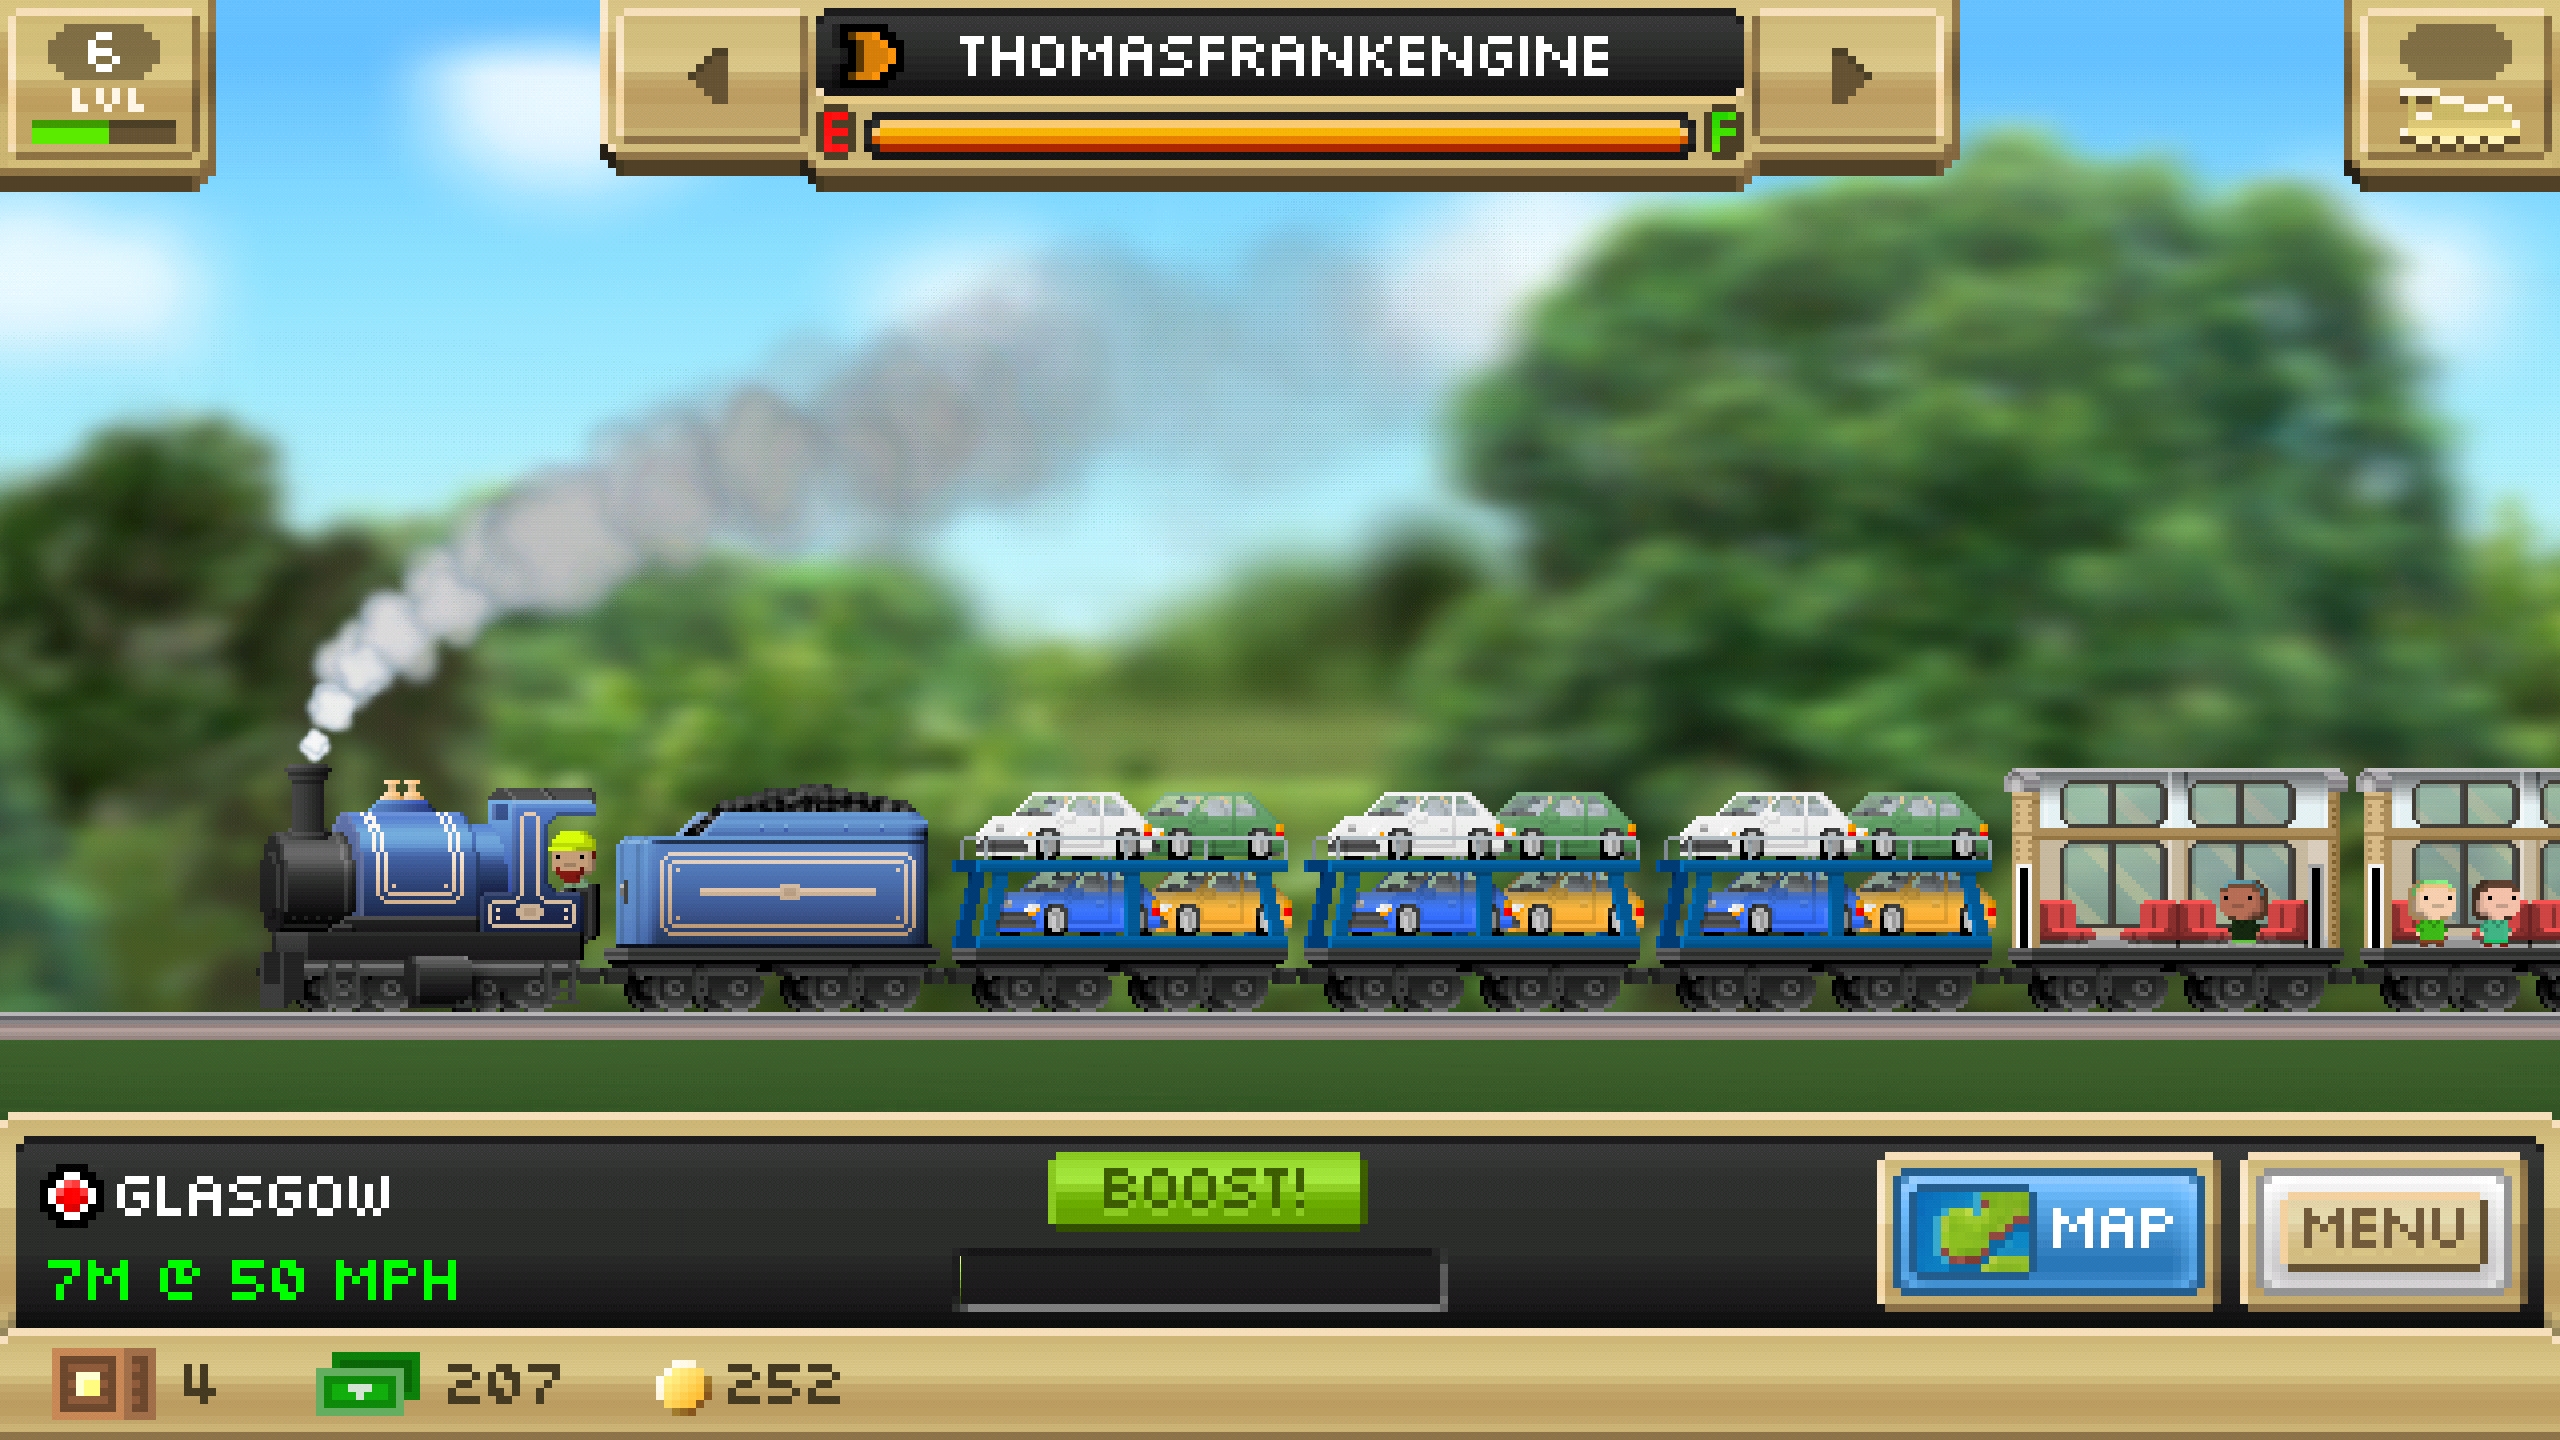 6
LVL
THOMASFRANKENGINE
E
F
GLASGOW
7M @ 50 MPH
BOOST!
MAP
MENU
4
207
252